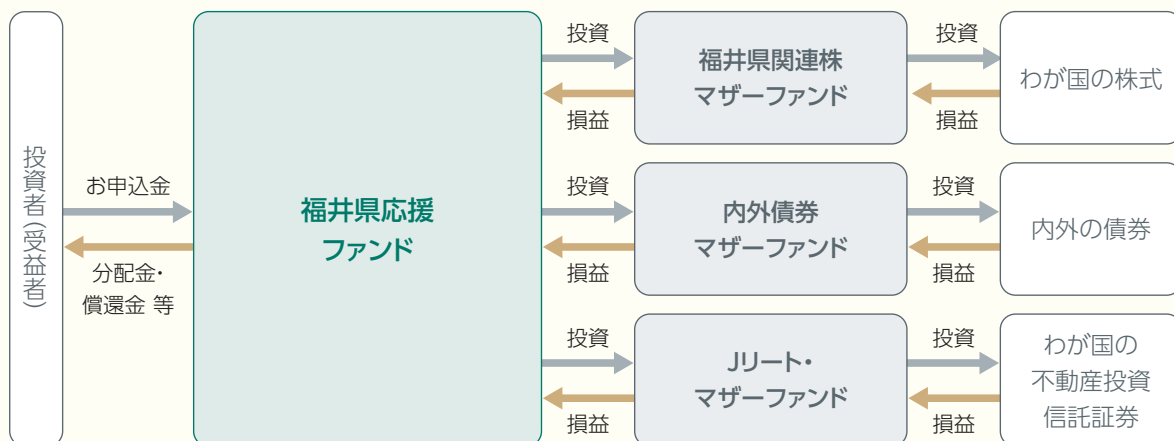 投資者（受益者）
お申込金
分配金・
償還金 等
福井県応援
ファンド
投資
損益
福井県関連株
マザーファンド
投資
損益
わが国の株式
投資
損益
内外債券
マザーファンド
投資
損益
内外の債券
投資
損益
Jリート・
マザーファンド
投資
損益
わが国の
不動産投資
信託証券